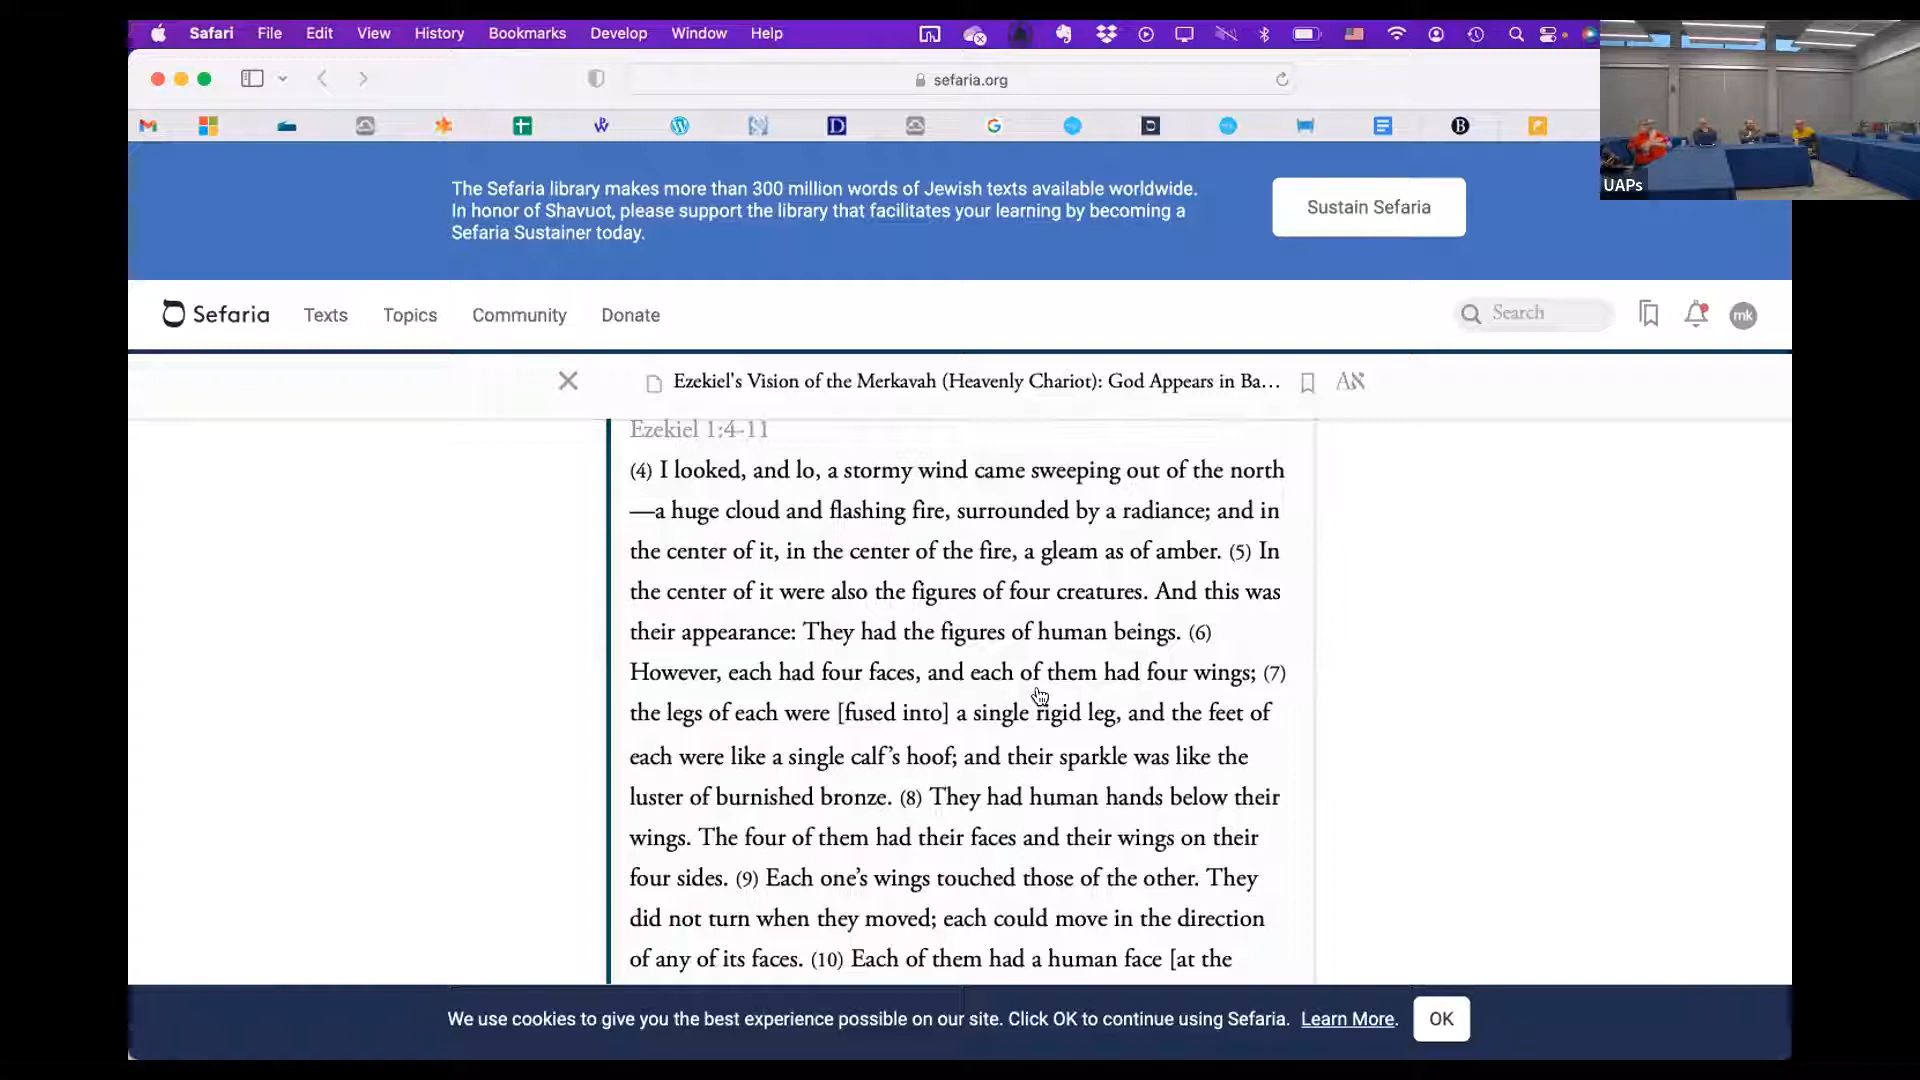 Safari File Edit View History Bookmarks Develop Window Help
sefaria.org
The Sefaria library makes more than 300 million words of Jewish texts available worldwide.
In honor of Shavuot, please support the library that facilitates your learning by becoming a
Sefaria Sustainer today.
Sustain Sefaria
UAPs
Sefaria Texts Topics Community Donate
Search
mk
Ezekiel's Vision of the Merkavah (Heavenly Chariot): God Appears in Ba…
Aא
Ezekiel 1:4-11
(4) I looked, and lo, a stormy wind came sweeping out of the north
—a huge cloud and flashing fire, surrounded by a radiance; and in
the center of it, in the center of the fire, a gleam as of amber. (5) In
the center of it were also the figures of four creatures. And this was
their appearance: They had the figures of human beings. (6)
However, each had four faces, and each of them had four wings; (7)
the legs of each were [fused into] a single rigid leg, and the feet of
each were like a single calf’s hoof; and their sparkle was like the
luster of burnished bronze. (8) They had human hands below their
wings. The four of them had their faces and their wings on their
four sides. (9) Each one’s wings touched those of the other. They
did not turn when they moved; each could move in the direction
of any of its faces. (10) Each of them had a human face [at the
We use cookies to give you the best experience possible on our site. Click OK to continue using Sefaria. Learn More.
OK